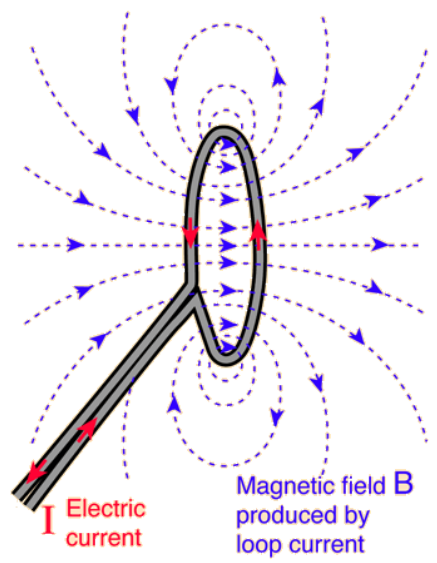 I Electric
current
Magnetic field B
produced by
loop current